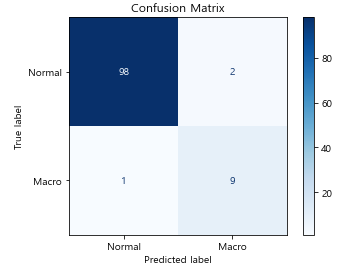 Confusion Matrix
True label
Normal
98
2
Macro
1
9
Normal
Macro
Predicted label
80
60
40
20